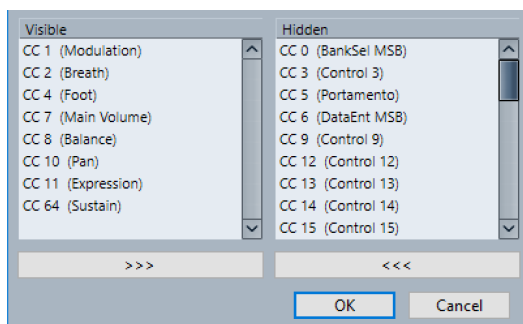 Visible
CC 1 (Modulation)
CC 2 (Breath)
CC 4 (Foot)
CC 7 (Main Volume)
CC 8 (Balance)
CC 10 (Pan)
CC 11 (Expression)
CC 64 (Sustain)
>>>
Hidden
CC 0 (BankSel MSB)
CC 3 (Control 3)
CC 5 (Portamento)
CC 6 (DataEnt MSB)
CC 9 (Control 9)
CC 12 (Control 12)
CC 13 (Control 13)
CC 14 (Control 14)
CC 15 (Control 15)
<<<
OK
Cancel